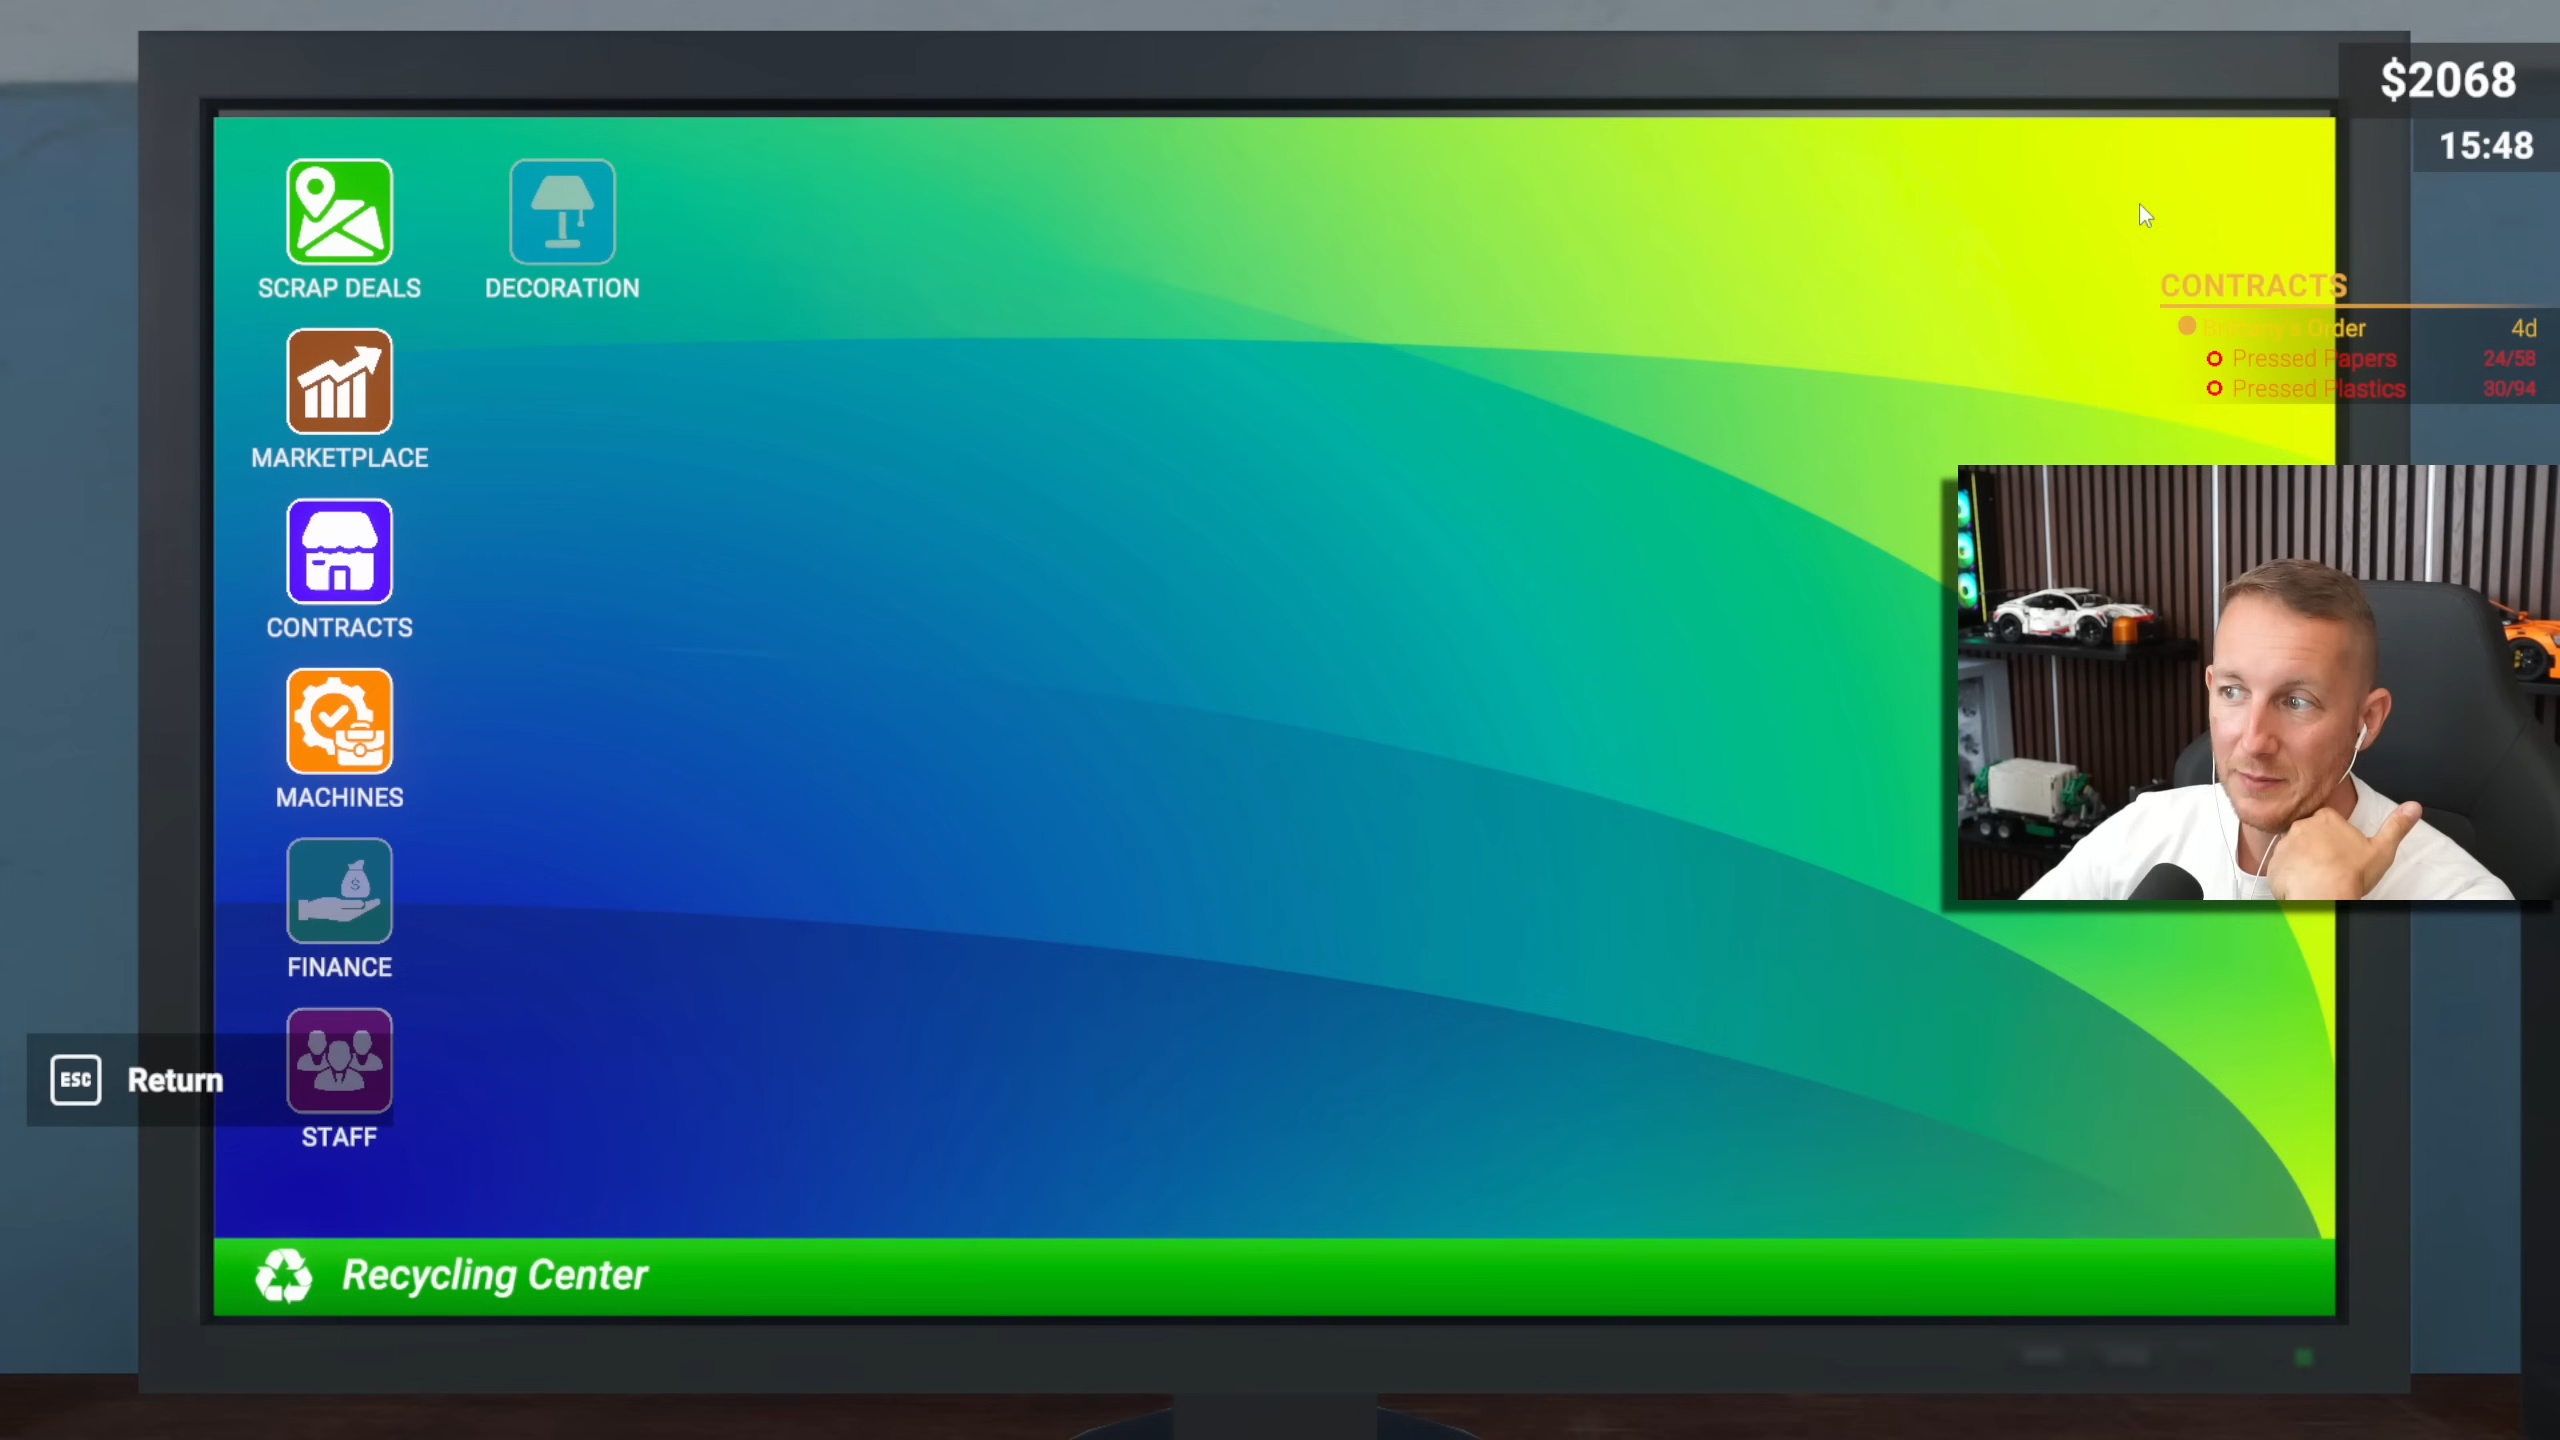 $2068
15:48
SCRAP DEALS
DECORATION
CONTRACTS
Order 4d
Pressed Papers 24/58
Pressed Plastics 30/94
MARKETPLACE
CONTRACTS
MACHINES
FINANCE
ESC Return
STAFF
Recycling Center